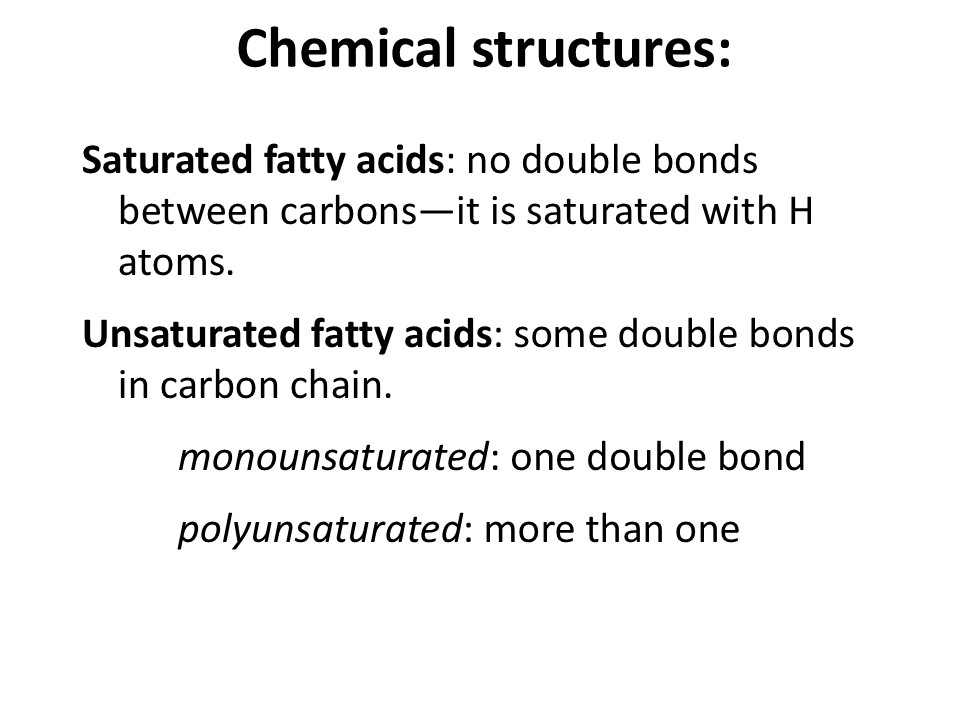 Chemical structures:
Saturated fatty acids: no double bonds
between carbons—it is saturated with H
atoms.
Unsaturated fatty acids: some double bonds
in carbon chain.
monounsaturated: one double bond
polyunsaturated: more than one